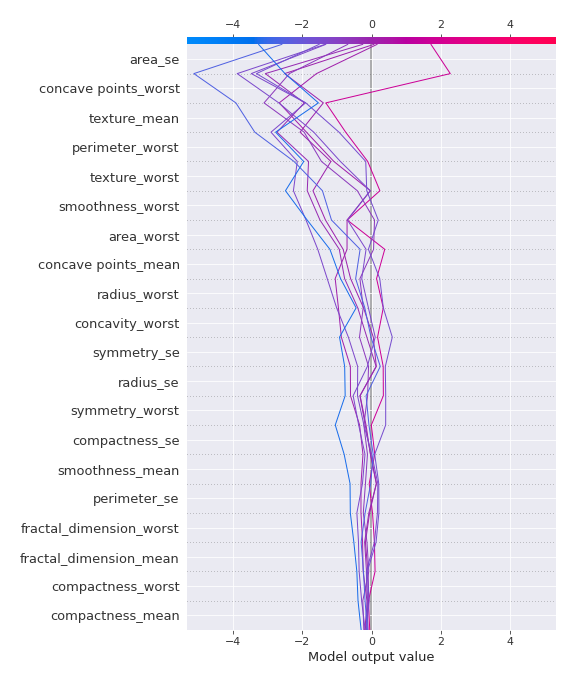 −4 −2 0 2 4
area_se
concave points_worst
texture_mean
perimeter_worst
texture_worst
smoothness_worst
area_worst
concave points_mean
radius_worst
concavity_worst
symmetry_se
radius_se
symmetry_worst
compactness_se
smoothness_mean
perimeter_se
fractal_dimension_worst
fractal_dimension_mean
compactness_worst
compactness_mean
−4 −2 0 2 4
Model output value